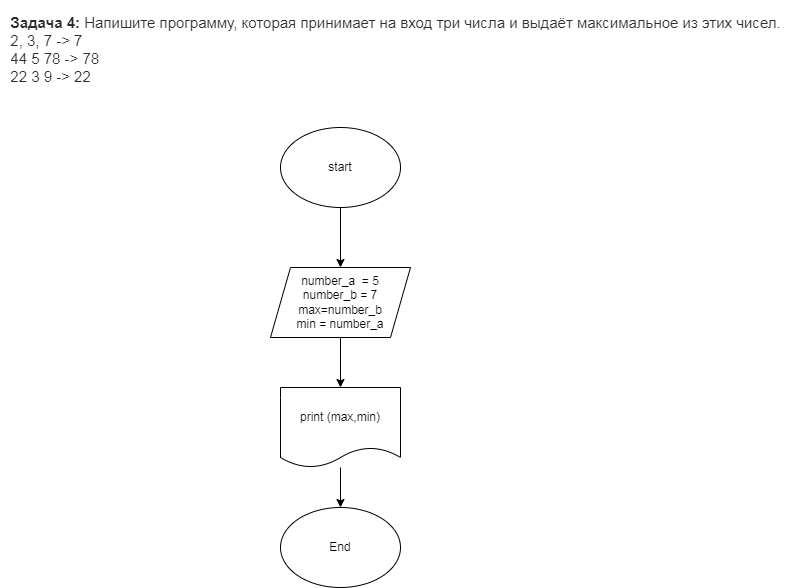 Задача 4: Напишите программу, которая принимает на вход три числа и выдаёт максимальное из этих чисел.
2, 3, 7 -> 7
44 5 78 -> 78
22 3 9 -> 22
start
number_a  = 5
number_b = 7
max=number_b
min = number_a
print (max,min)
End